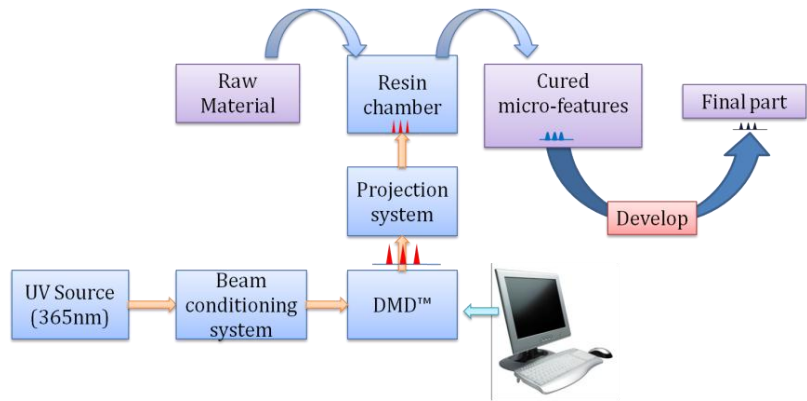 Raw
Material
Resin
chamber
Cured
micro-features
Final part
Projection
system
Develop
UV Source
(365nm)
Beam
conditioning
system
DMD™